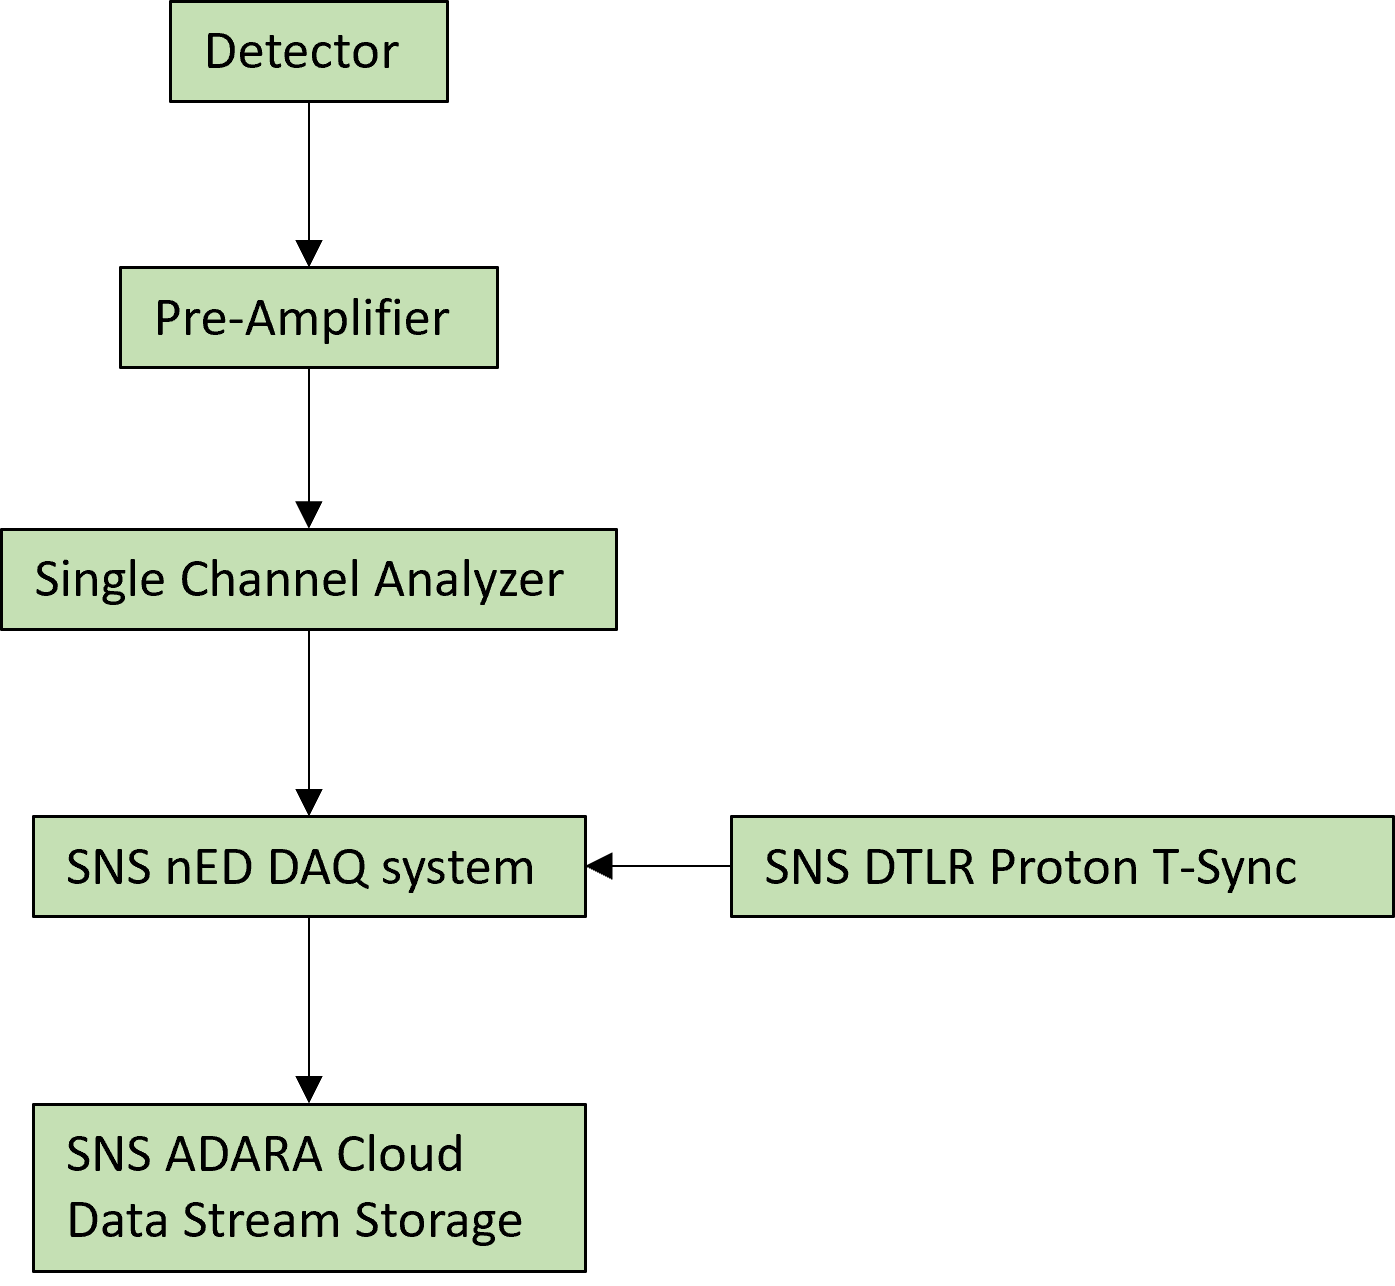 Detector
Pre-Amplifier
Single Channel Analyzer
SNS nED DAQ system
SNS DTLR Proton T-Sync
SNS ADARA Cloud
Data Stream Storage